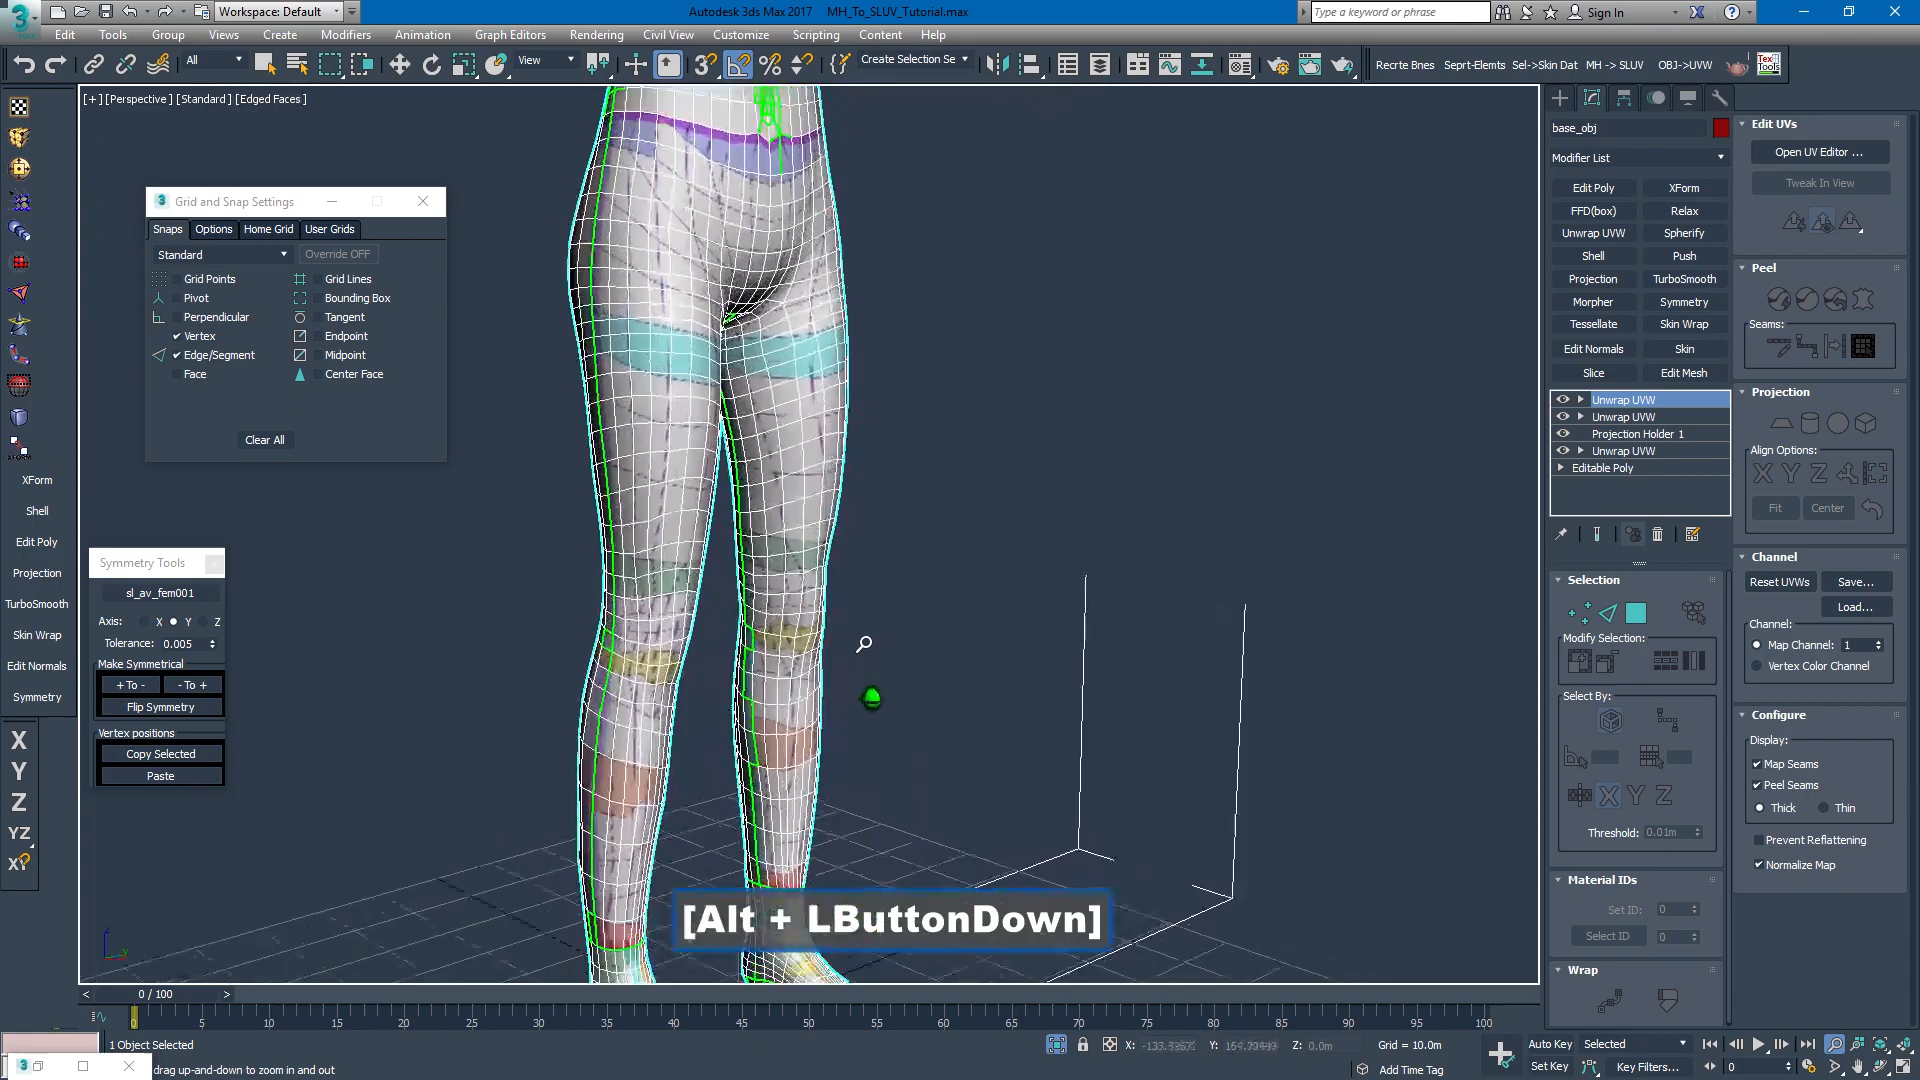 Workspace: Default
Autodesk 3ds Max 2017    MH_To_SLUV_Tutorial.max
Type a keyword or phrase
Sign In
3
MAX
Edit
Tools
Group
Views
Create
Modifiers
Animation
Graph Editors
Rendering
Civil View
Customize
Scripting
Content
Help
All
View
Create Selection Se
Recrte Bnes
Seprt-Elemts
Sel->Skin Dat
MH -> SLUV
OBJ->UVW
[+] [Perspective] [Standard] [Edged Faces]
3 Grid and Snap Settings
Snaps
Options
Home Grid
User Grids
Standard
Override OFF
Grid Points
Grid Lines
Pivot
Bounding Box
Perpendicular
Tangent
Vertex
Endpoint
Edge/Segment
Midpoint
Face
Center Face
Clear All
XForm
Shell
Edit Poly
Projection
TurboSmooth
Skin Wrap
Edit Normals
Symmetry
X
Y
Z
YZ
XY
Symmetry Tools
sl_av_fem001
Axis: X Y Z
Tolerance: 0.005
Make Symmetrical
+ To -
- To +
Flip Symmetry
Vertex positions
Copy Selected
Paste
[Alt + LButtonDown]
base_obj
Modifier List
Edit Poly
XForm
FFD(box)
Relax
Unwrap UVW
Spherify
Shell
Push
Projection
TurboSmooth
Morpher
Symmetry
Tessellate
Skin Wrap
Edit Normals
Skin
Slice
Edit Mesh
Unwrap UVW
Unwrap UVW
Projection Holder 1
Unwrap UVW
Editable Poly
Selection
Modify Selection:
Select By:
X Y Z
Threshold: 0.01m
Material IDs
Set ID: 0
Select ID 0
Wrap
Edit UVs
Open UV Editor ...
Tweak In View
Peel
Seams:
Projection
Align Options:
X Y Z
Fit
Center
Channel
Reset UVWs
Save...
Load...
Channel:
Map Channel: 1
Vertex Color Channel
Configure
Display:
Map Seams
Peel Seams
Thick
Thin
Prevent Reflattening
Normalize Map
< 0 / 100 >
0 5 10 15 20 25 30 35 40 45 50 55 60 65 70 75 80 85 90 95 100
1 Object Selected
X:
Y:
Z: 0.0m
Grid = 10.0m
Auto Key
Selected
drag up-and-down to zoom in and out
Add Time Tag
Set Key
Key Filters...
0